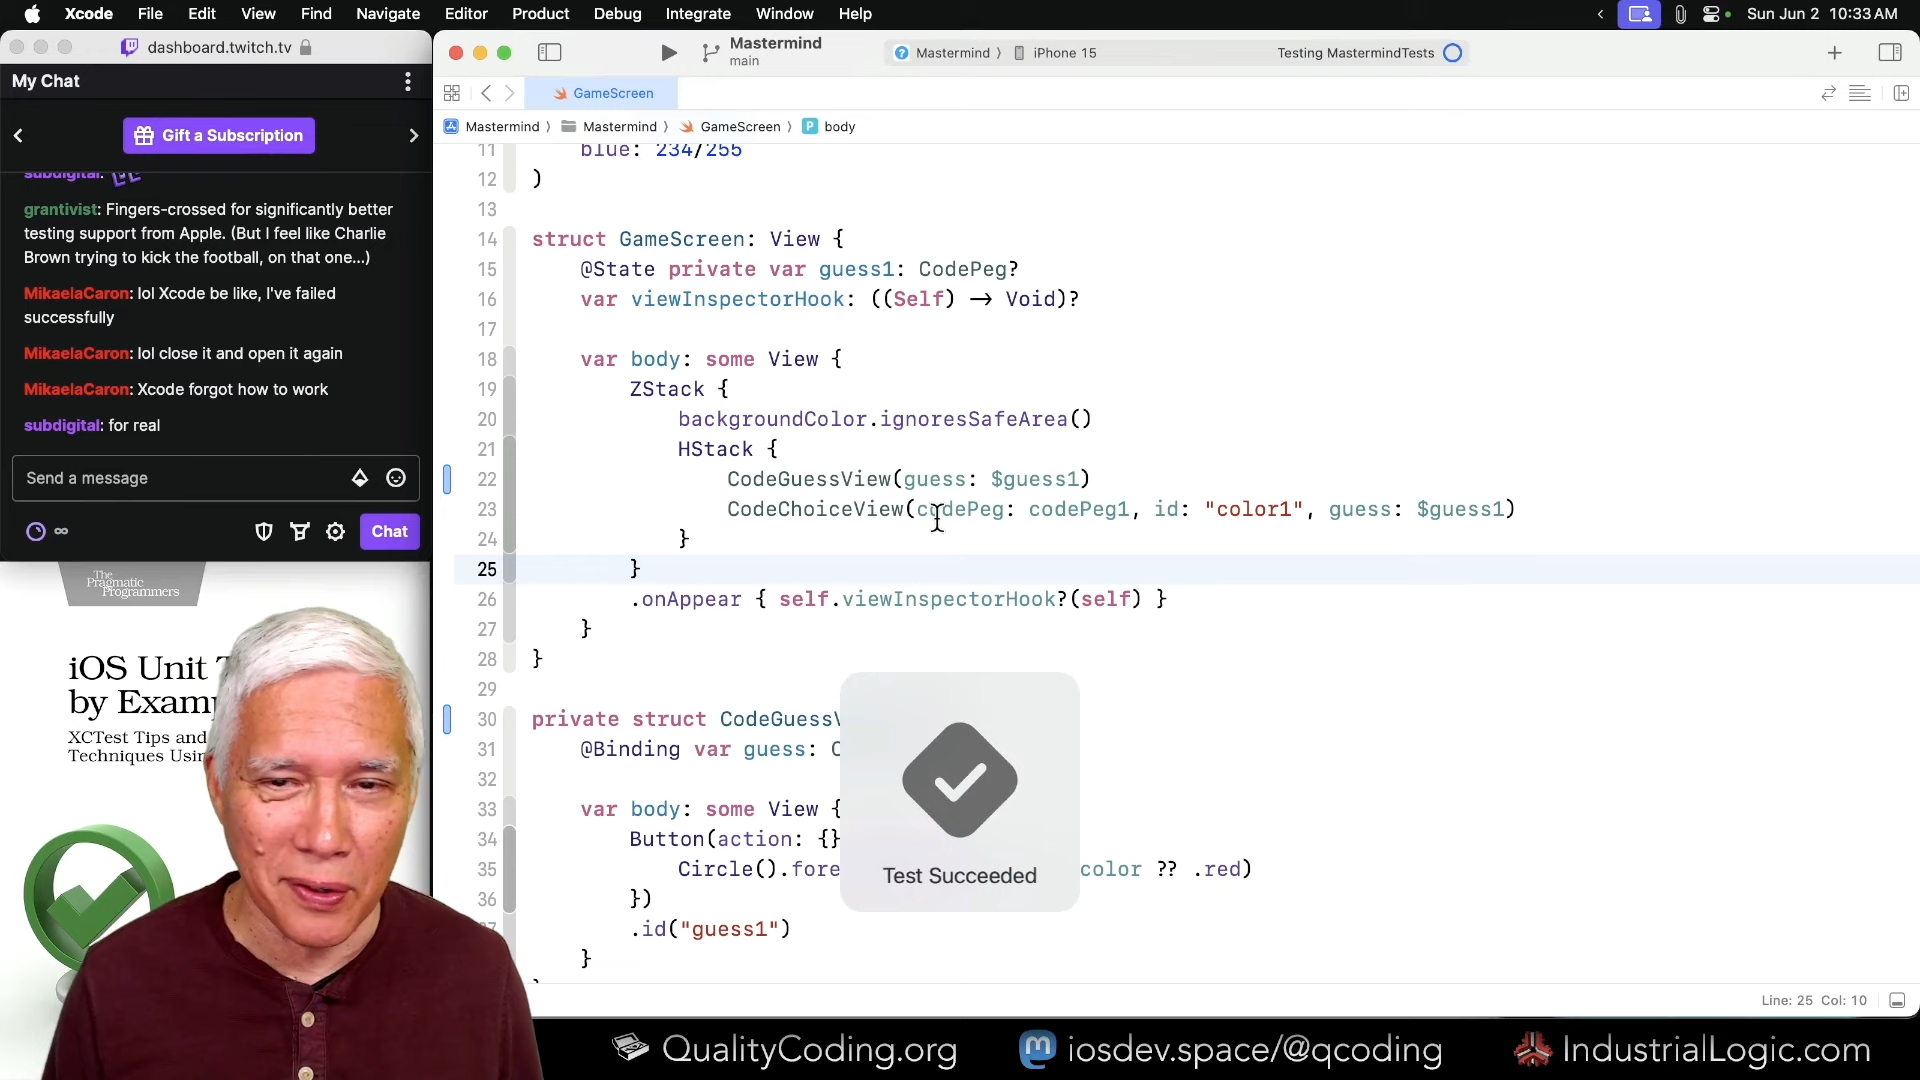 Xcode File Edit View Find Navigate Editor Product Debug Integrate Window Help
Sun Jun 2 10:33 AM
dashboard.twitch.tv
My Chat
Gift a Subscription
subdigital:
grantivist: Fingers-crossed for significantly better
testing support from Apple. (But I feel like Charlie
Brown trying to kick the football, on that one...)
MikaelaCaron: lol Xcode be like, I've failed
successfully
MikaelaCaron: lol close it and open it again
MikaelaCaron: Xcode forgot how to work
subdigital: for real
Send a message
∞
Chat
The
Pragmatic
Programmers
iOS Unit
by Examp
XCTest Tips and
Techniques Usin
Mastermind
main
Mastermind 〉 iPhone 15
Testing MastermindTests
GameScreen
Mastermind 〉 Mastermind 〉 GameScreen 〉 P body
11 blue: 234/255
12 )
13
14 struct GameScreen: View {
15 @State private var guess1: CodePeg?
16 var viewInspectorHook: ((Self) -> Void)?
17
18 var body: some View {
19 ZStack {
20 backgroundColor.ignoresSafeArea()
21 HStack {
22 CodeGuessView(guess: $guess1)
23 CodeChoiceView(codePeg: codePeg1, id: "color1", guess: $guess1)
24 }
25 }
26 .onAppear { self.viewInspectorHook?(self) }
27 }
28 }
29
30 private struct CodeGuessV
31 @Binding var guess: C
32
33 var body: some View {
34 Button(action: {}
35 Circle().fore color ?? .red)
36 })
.id("guess1")
}
Test Succeeded
Line: 25 Col: 10
QualityCoding.org
iosdev.space/@qcoding
IndustrialLogic.com